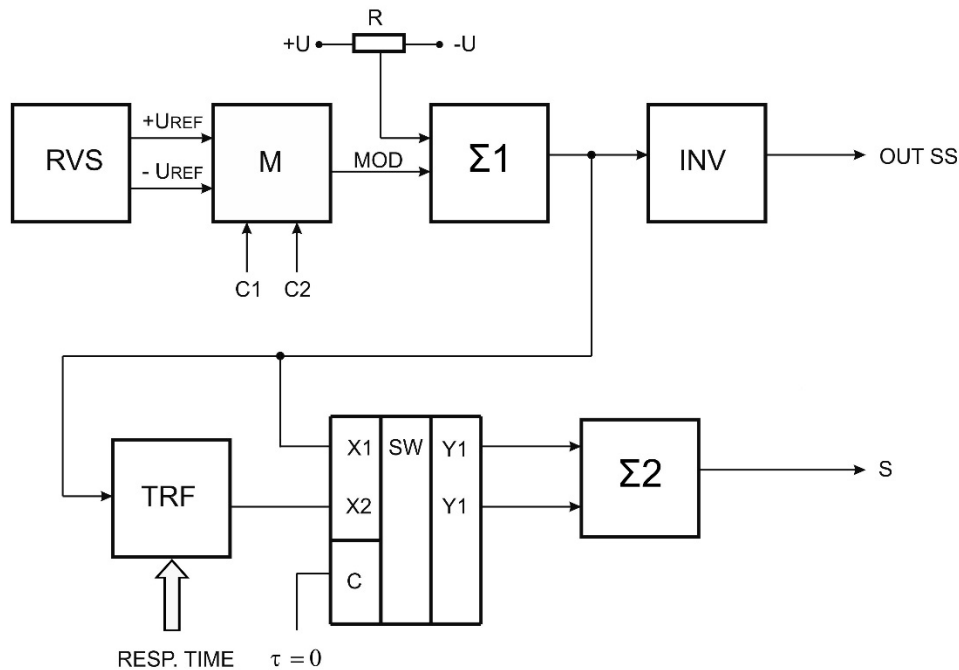 R
+U
-U
RVS
+UREF
- UREF
M
MOD
Σ1
INV
OUT SS
C1
C2
TRF
X1
SW
Y1
X2
Y1
C
Σ2
S
RESP. TIME
τ = 0